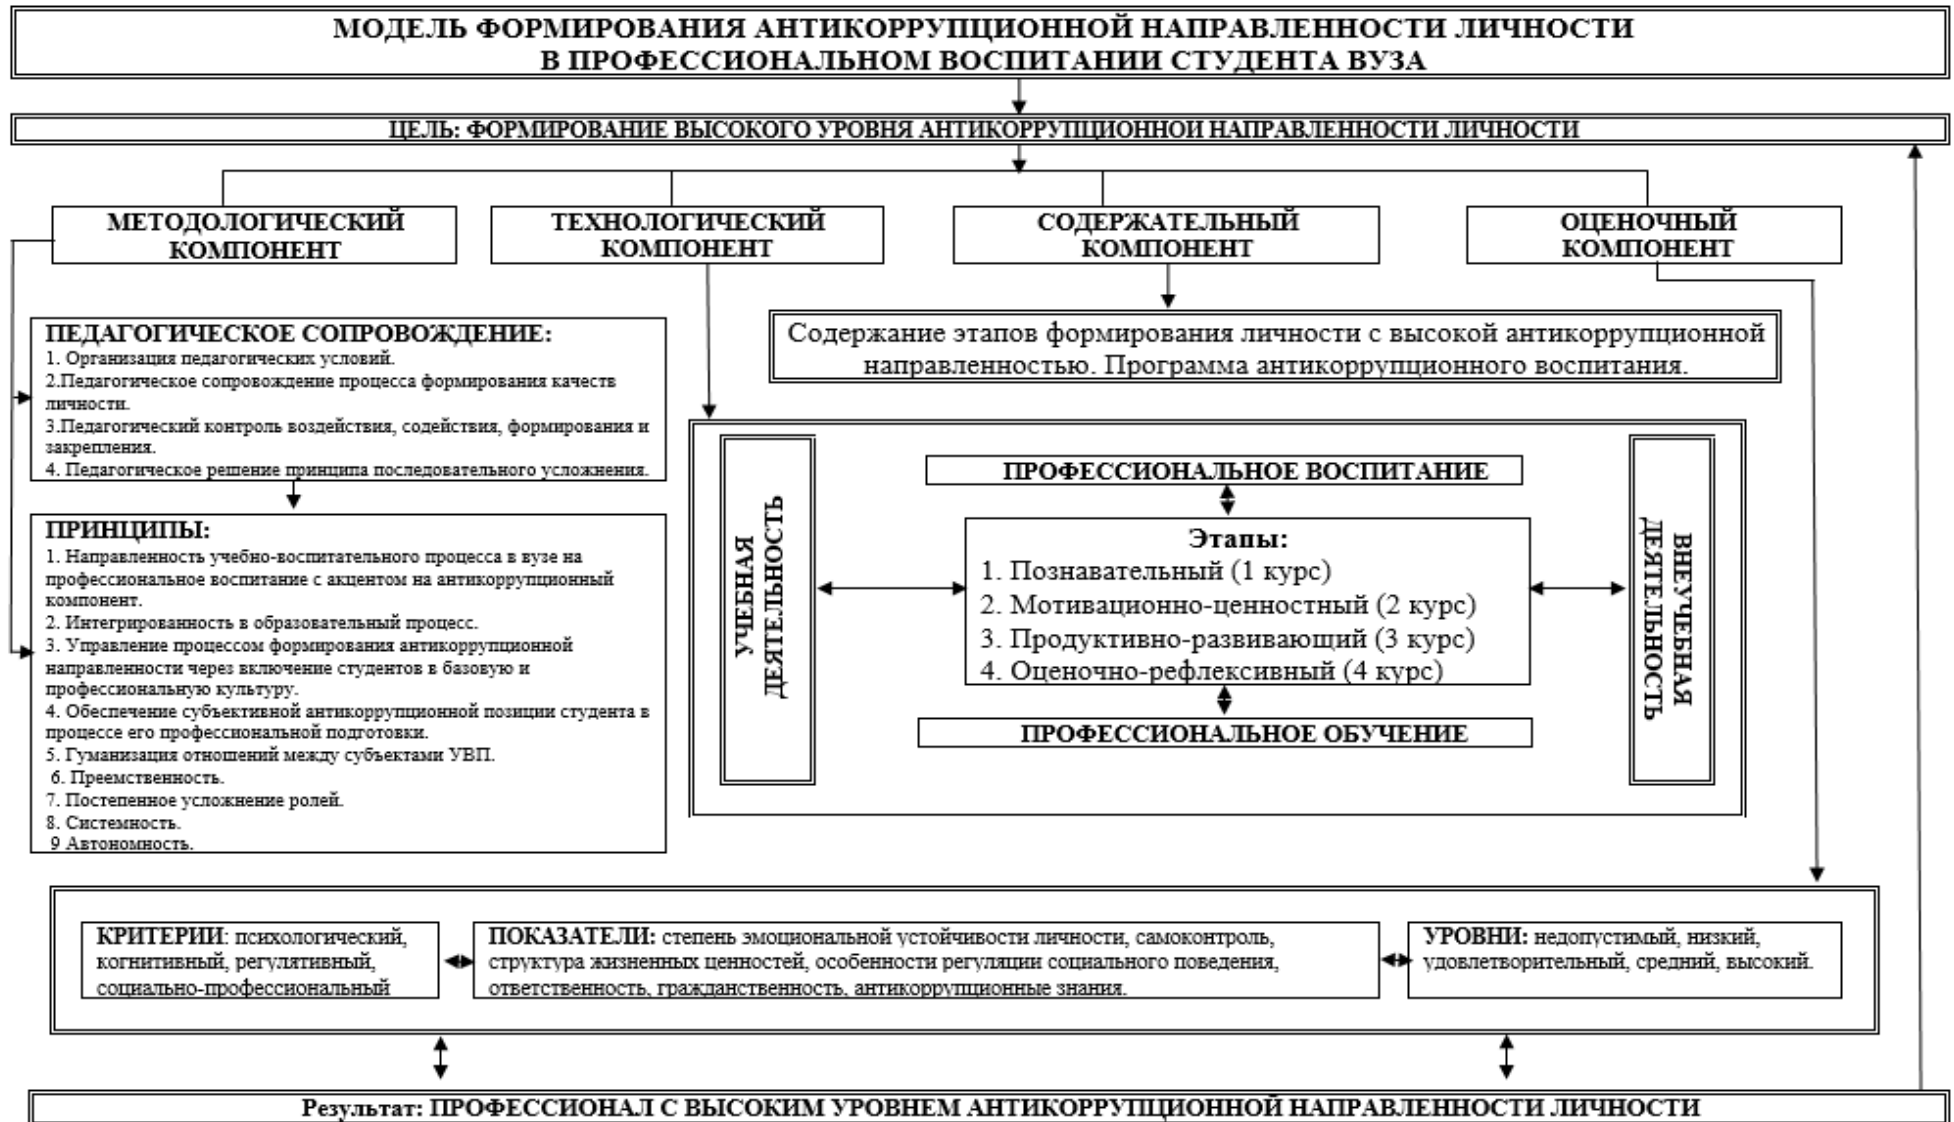 МОДЕЛЬ ФОРМИРОВАНИЯ АНТИКОРРУПЦИОННОЙ НАПРАВЛЕННОСТИ ЛИЧНОСТИ
В ПРОФЕССИОНАЛЬНОМ ВОСПИТАНИИ СТУДЕНТА ВУЗА
ЦЕЛЬ: ФОРМИРОВАНИЕ ВЫСОКОГО УРОВНЯ АНТИКОРРУПЦИОННОЙ НАПРАВЛЕННОСТИ ЛИЧНОСТИ
МЕТОДОЛОГИЧЕСКИЙ
КОМПОНЕНТ
ТЕХНОЛОГИЧЕСКИЙ
КОМПОНЕНТ
СОДЕРЖАТЕЛЬНЫЙ
КОМПОНЕНТ
ОЦЕНОЧНЫЙ
КОМПОНЕНТ
ПЕДАГОГИЧЕСКОЕ СОПРОВОЖДЕНИЕ:
1. Организация педагогических условий.
2.Педагогическое сопровождение процесса формирования качеств
личности.
3.Педагогический контроль воздействия, содействия, формирования и
закрепления.
4. Педагогическое решение принципа последовательного усложнения.
ПРИНЦИПЫ:
1. Направленность учебно-воспитательного процесса в вузе на
профессиональное воспитание с акцентом на антикоррупционный
компонент.
2. Интегрированность в образовательный процесс.
3. Управление процессом формирования антикоррупционной
направленности через включение студентов в базовую и
профессиональную культуру.
4. Обеспечение субъективной антикоррупционной позиции студента в
процессе его профессиональной подготовки.
5. Гуманизация отношений между субъектами УВП.
6. Преемственность.
7. Постепенное усложнение ролей.
8. Системность.
9 Автономность.
Содержание этапов формирования личности с высокой антикоррупционной
направленностью. Программа антикоррупционного воспитания.
УЧЕБНАЯ
ДЕЯТЕЛЬНОСТЬ
ПРОФЕССИОНАЛЬНОЕ ВОСПИТАНИЕ
Этапы:
1. Познавательный (1 курс)
2. Мотивационно-ценностный (2 курс)
3. Продуктивно-развивающий (3 курс)
4. Оценочно-рефлексивный (4 курс)
ПРОФЕССИОНАЛЬНОЕ ОБУЧЕНИЕ
ВНЕУЧЕБНАЯ
ДЕЯТЕЛЬНОСТЬ
КРИТЕРИИ: психологический,
когнитивный, регулятивный,
социально-профессиональный
ПОКАЗАТЕЛИ: степень эмоциональной устойчивости личности, самоконтроль,
структура жизненных ценностей, особенности регуляции социального поведения,
ответственность, гражданственность, антикоррупционные знания.
УРОВНИ: недопустимый, низкий,
удовлетворительный, средний, высокий.
Результат: ПРОФЕССИОНАЛ С ВЫСОКИМ УРОВНЕМ АНТИКОРРУПЦИОННОЙ НАПРАВЛЕННОСТИ ЛИЧНОСТИ